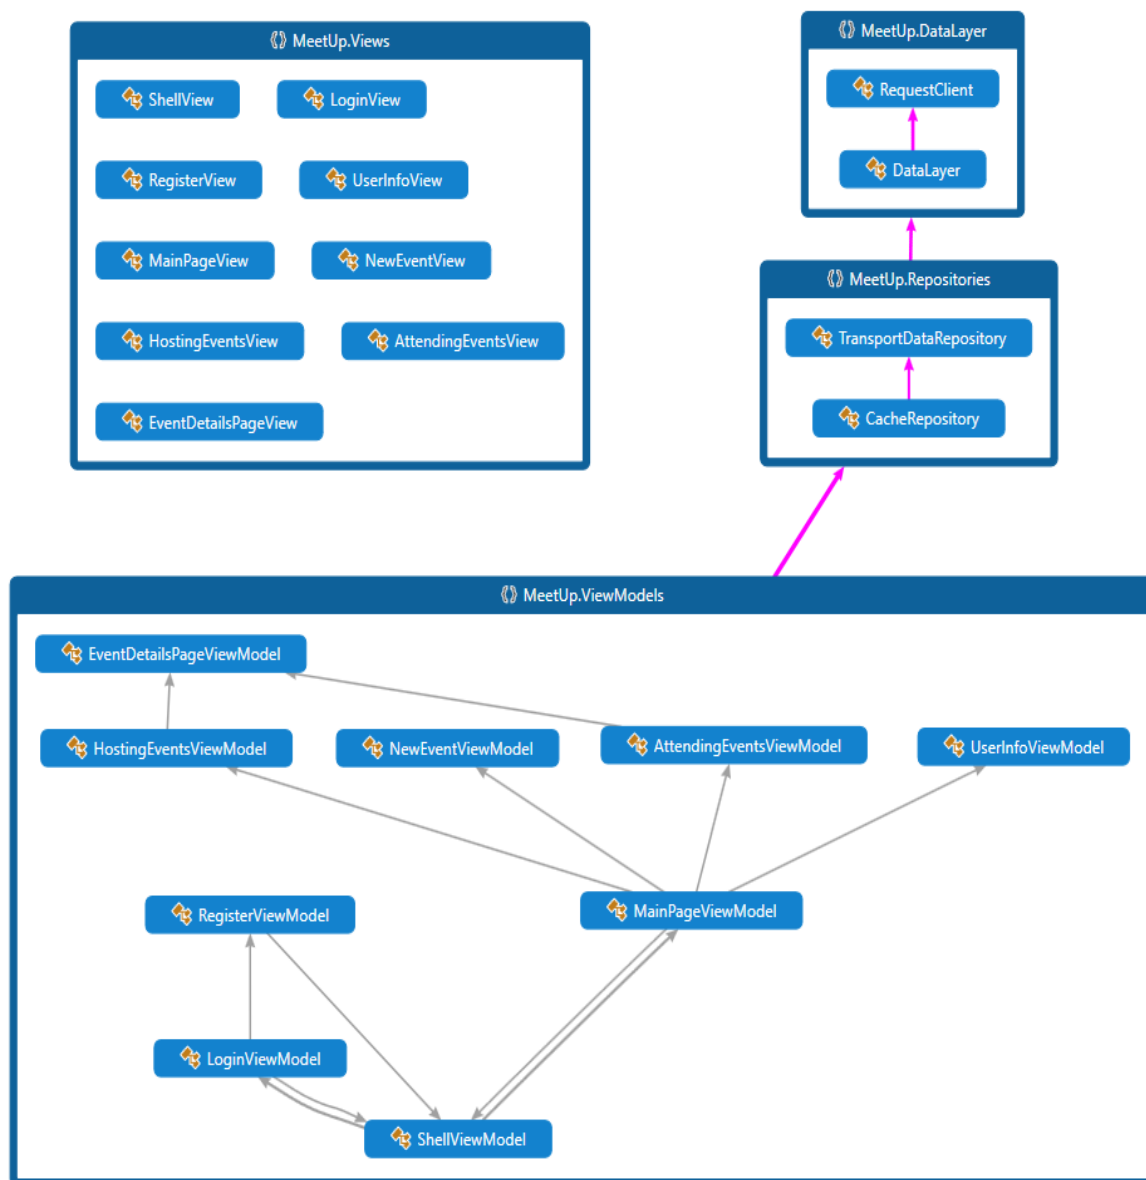 MeetUp.Views
ShellView
LoginView
RegisterView
UserInfoView
MainPageView
NewEventView
HostingEventsView
AttendingEventsView
EventDetailsPageView
MeetUp.DataLayer
RequestClient
DataLayer
MeetUp.Repositories
TransportDataRepository
CacheRepository
MeetUp.ViewModels
EventDetailsPageViewModel
HostingEventsViewModel
NewEventViewModel
AttendingEventsViewModel
UserInfoViewModel
RegisterViewModel
MainPageViewModel
LoginViewModel
ShellViewModel